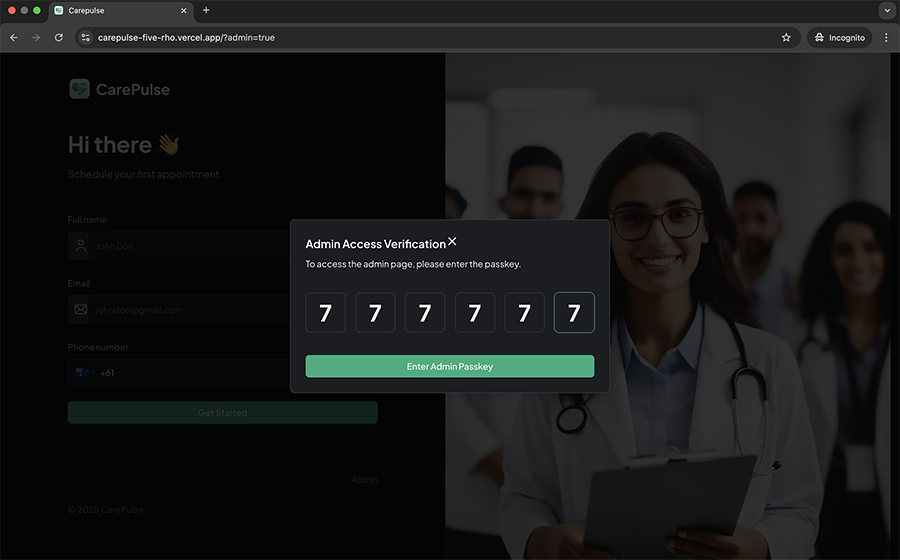 Carepulse
carepulse-five-rho.vercel.app/?admin=true
Incognito
CarePulse
Hi there 👋
Schedule your first appointment.
Full name
JohnDoe
Email
johndoe@gmail.com
Phone number
+61
Get Started
Admin
© 2025 CarePulse
Admin Access Verification
To access the admin page, please enter the passkey.
7 7 7 7 7 7
Enter Admin Passkey